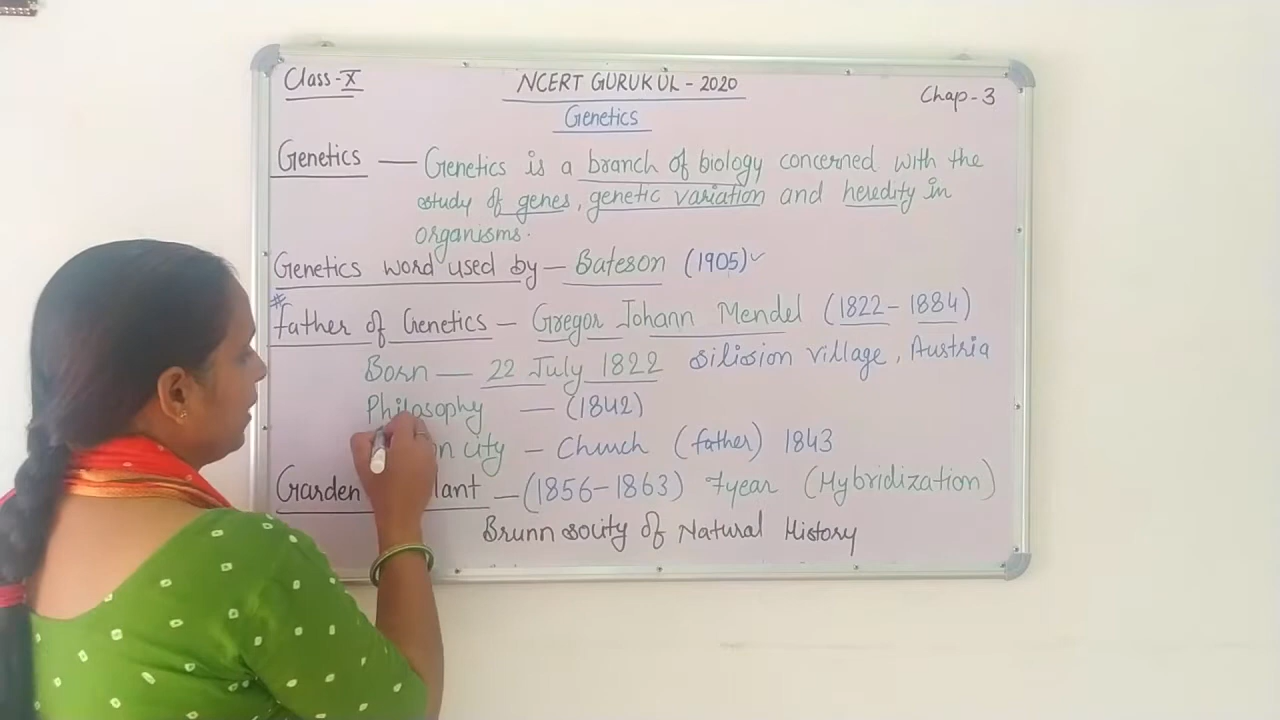 Class-X
NCERT GURUKUL - 2020
Chap-3
Genetics
Genetics — Genetics is a branch of biology concerned with the
study of genes, genetic variation and heredity in
organisms.
Genetics word used by — Bateson (1905)✓
#
Father of Genetics - Gregor Johann Mendel (1822 - 1884)
Born — 22 July 1822 Silision village, Austria
Philosophy — (1842)
city - Church (father) 1843
Garden - (1856-1863) 7year (Hybridization)
Brunn socity of Natural History